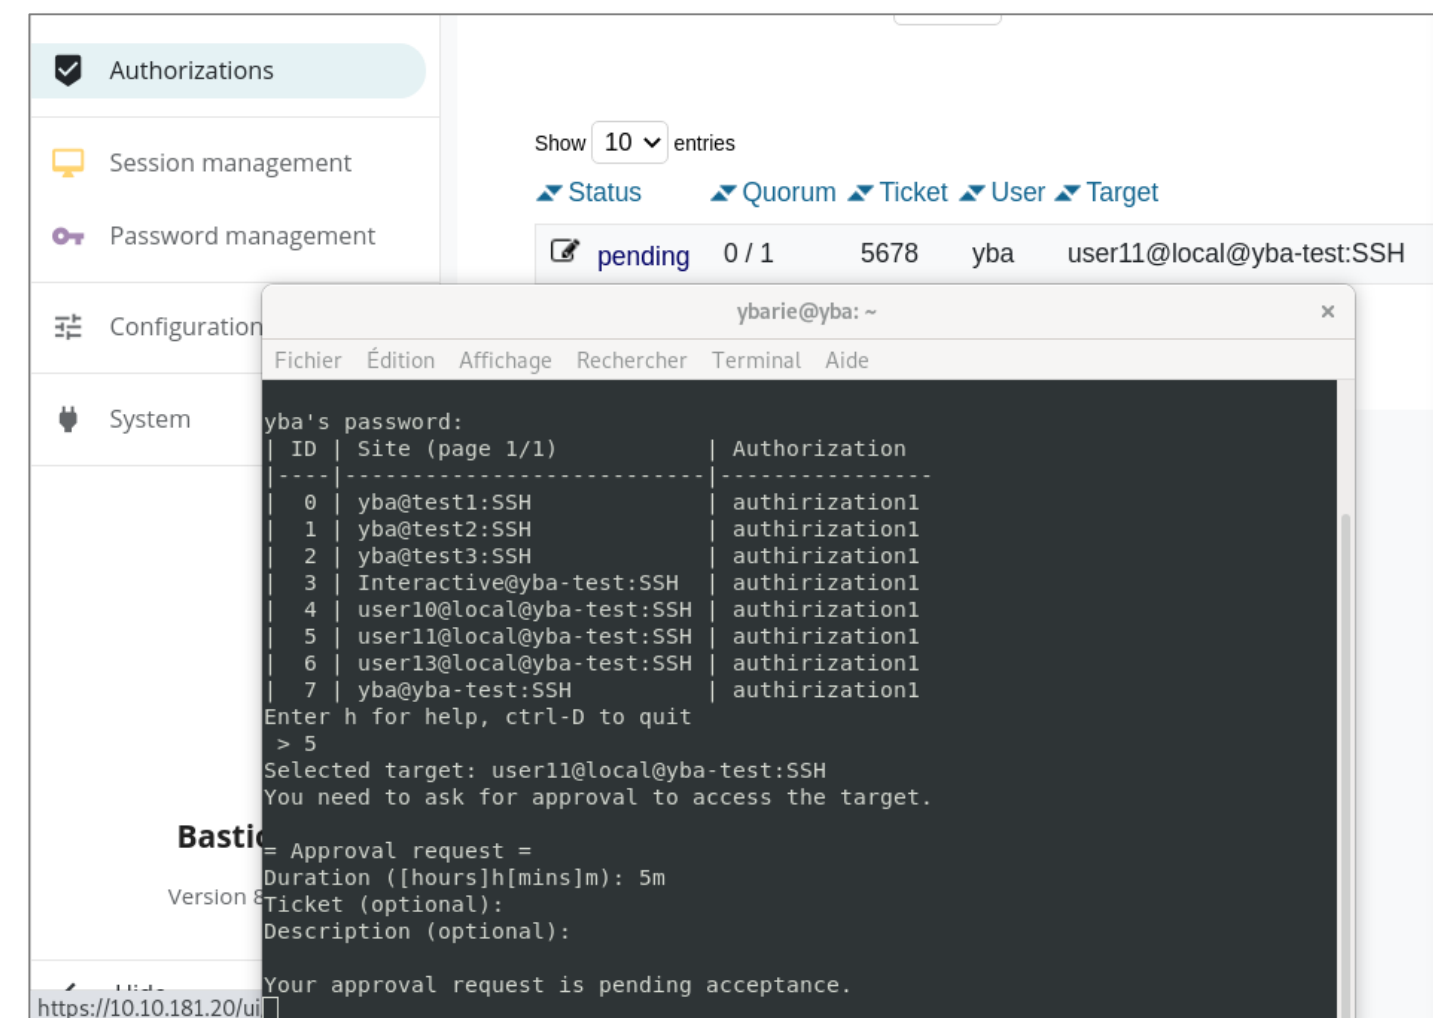 Authorizations
Session management
Password management
Configuration
System
Show 10 entries
Status Quorum Ticket User Target
pending 0 / 1 5678 yba user11@local@yba-test:SSH
ybarie@yba: ~ ×
Fichier Édition Affichage Rechercher Terminal Aide
yba's password:
| ID | Site (page 1/1) | Authorization
|----|---------------------------|----------------
| 0 | yba@test1:SSH | authirization1
| 1 | yba@test2:SSH | authirization1
| 2 | yba@test3:SSH | authirization1
| 3 | Interactive@yba-test:SSH | authirization1
| 4 | user10@local@yba-test:SSH | authirization1
| 5 | user11@local@yba-test:SSH | authirization1
| 6 | user13@local@yba-test:SSH | authirization1
| 7 | yba@yba-test:SSH | authirization1
Enter h for help, ctrl-D to quit
> 5
Selected target: user11@local@yba-test:SSH
You need to ask for approval to access the target.
= Approval request =
Duration ([hours]h[mins]m): 5m
Ticket (optional):
Description (optional):
Your approval request is pending acceptance.
Version 8
https://10.10.181.20/ui